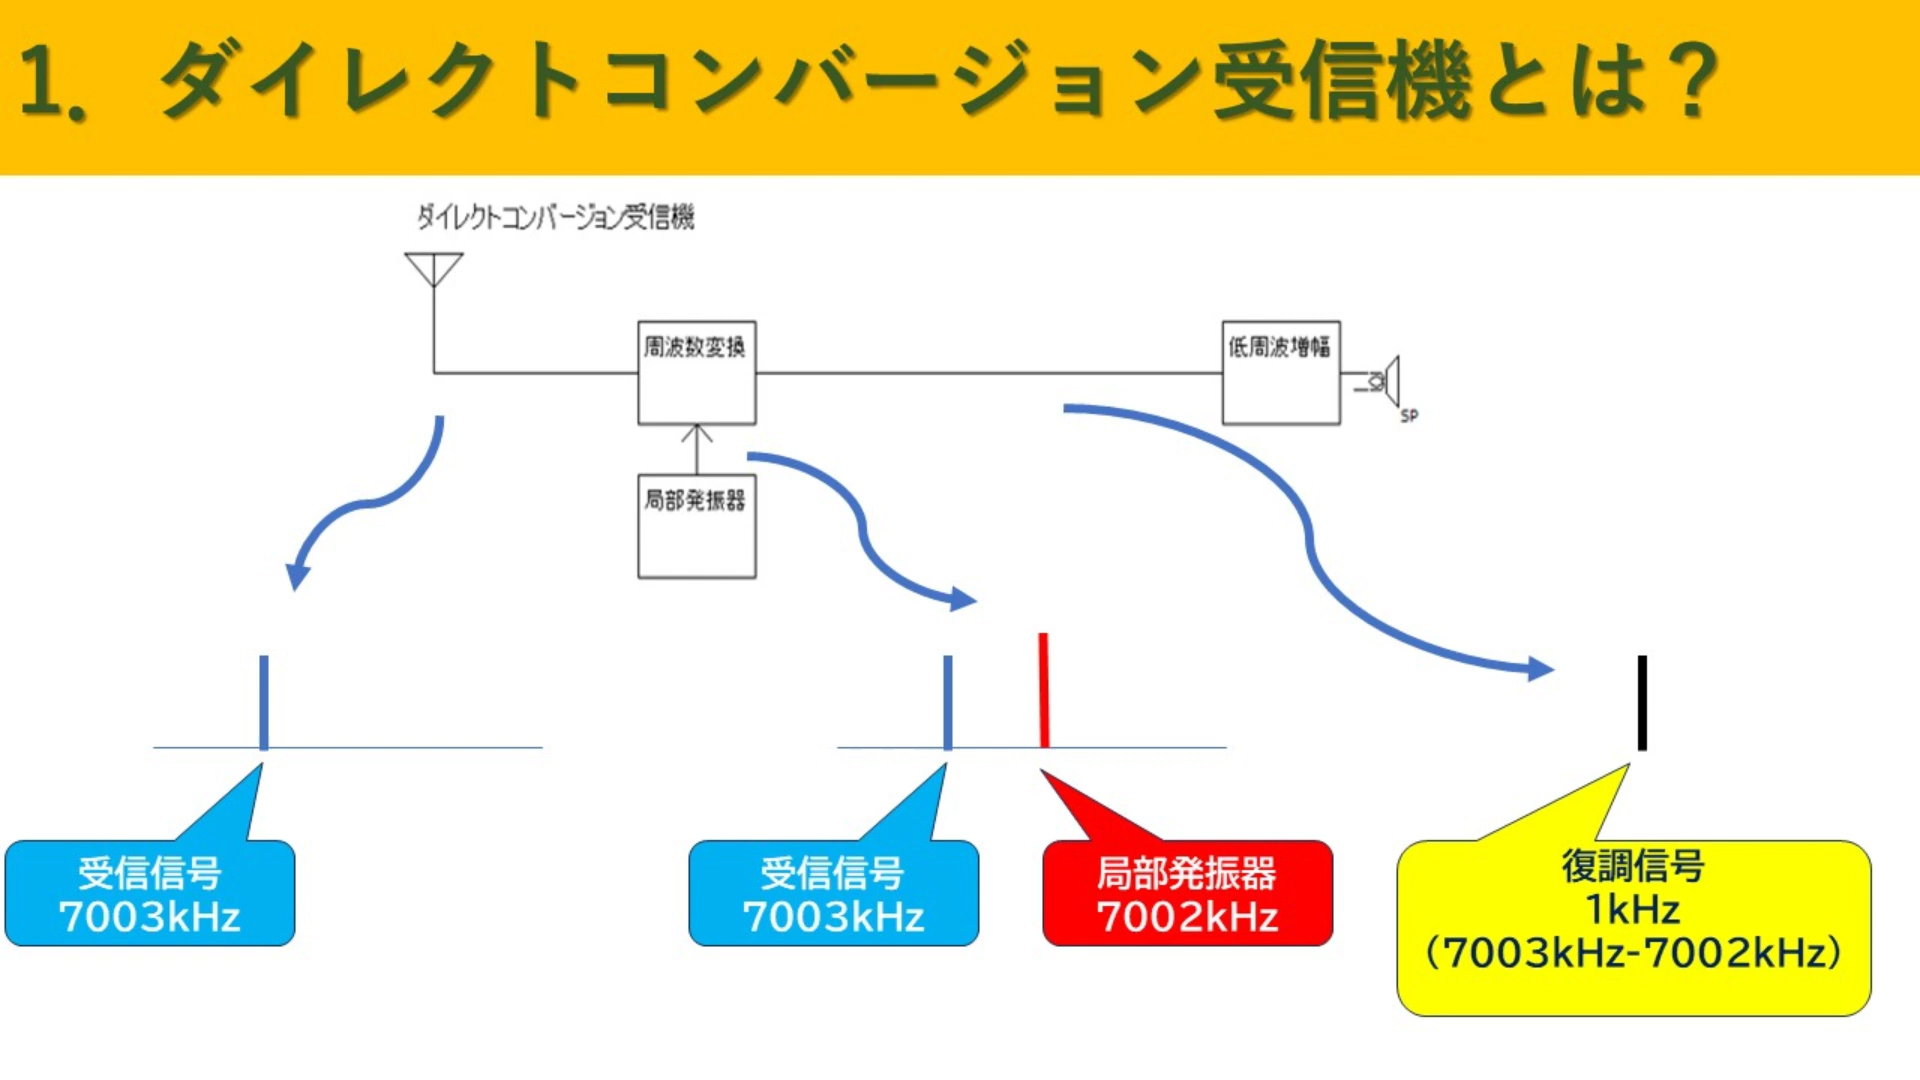 1. ダイレクトコンバージョン受信機とは？
ダイレクトコンバージョン受信機
周波数変換
低周波増幅
SP
局部発振器
受信信号
7003kHz
受信信号
7003kHz
局部発振器
7002kHz
復調信号
1kHz
（7003kHz-7002kHz）